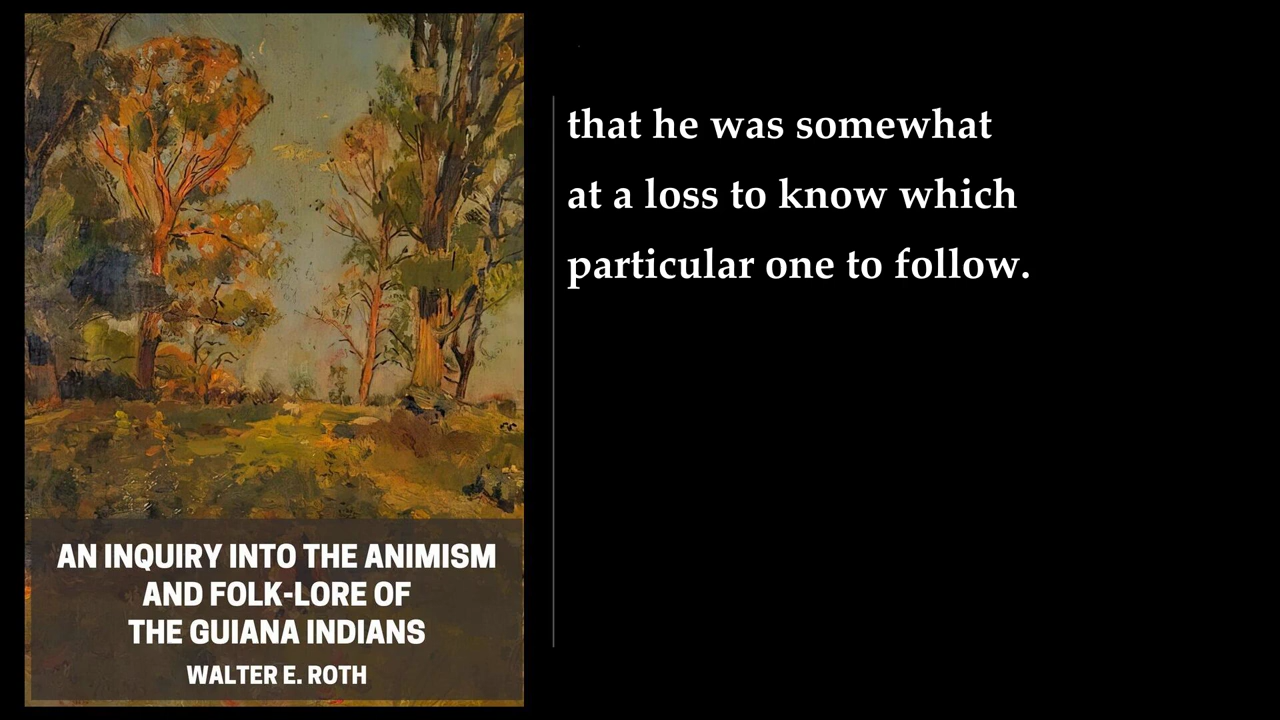 that he was somewhat
at a loss to know which
particular one to follow.
AN INQUIRY INTO THE ANIMISM
AND FOLK-LORE OF
THE GUIANA INDIANS
WALTER E. ROTH